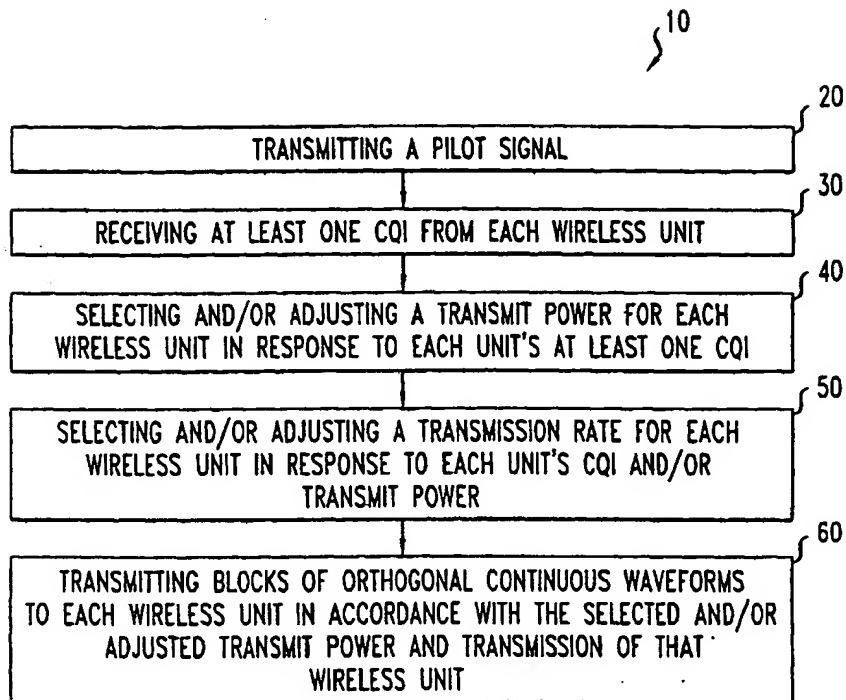 10
20
TRANSMITTING A PILOT SIGNAL
30
RECEIVING AT LEAST ONE CQI FROM EACH WIRELESS UNIT
40
SELECTING AND/OR ADJUSTING A TRANSMIT POWER FOR EACH
WIRELESS UNIT IN RESPONSE TO EACH UNIT'S AT LEAST ONE CQI
50
SELECTING AND/OR ADJUSTING A TRANSMISSION RATE FOR EACH
WIRELESS UNIT IN RESPONSE TO EACH UNIT'S CQI AND/OR
TRANSMIT POWER
60
TRANSMITTING BLOCKS OF ORTHOGONAL CONTINUOUS WAVEFORMS
TO EACH WIRELESS UNIT IN ACCORDANCE WITH THE SELECTED AND/OR
ADJUSTED TRANSMIT POWER AND TRANSMISSION OF THAT
WIRELESS UNIT